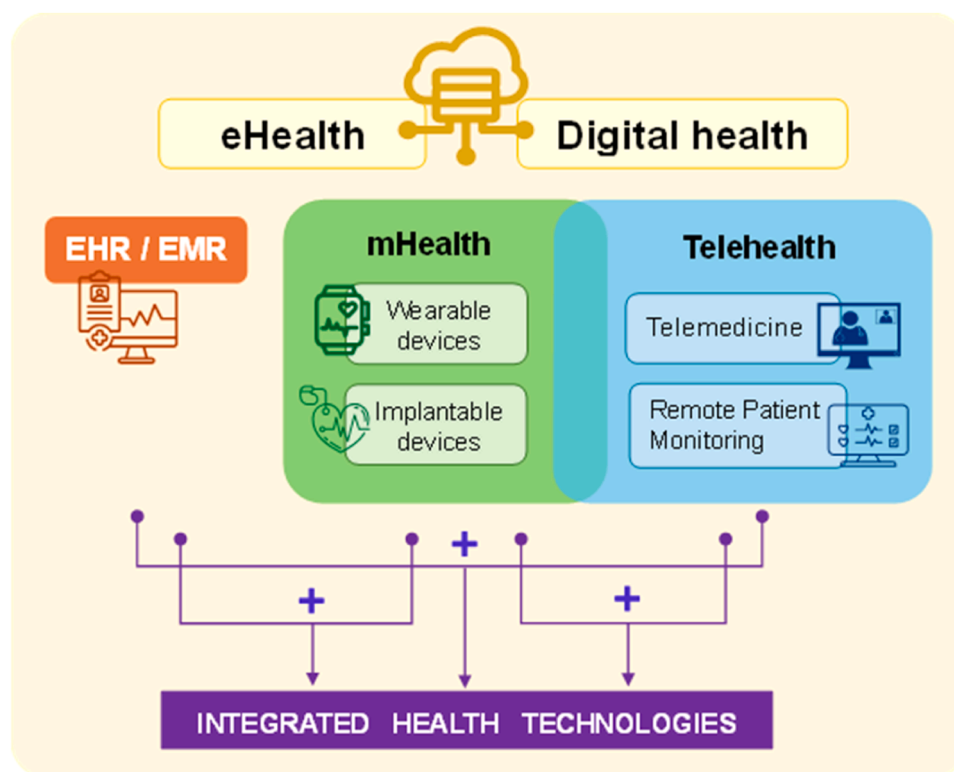 eHealth
Digital health
EHR / EMR
mHealth
Wearable
devices
Implantable
devices
Telehealth
Telemedicine
Remote Patient
Monitoring
+
+
+
INTEGRATED HEALTH TECHNOLOGIES